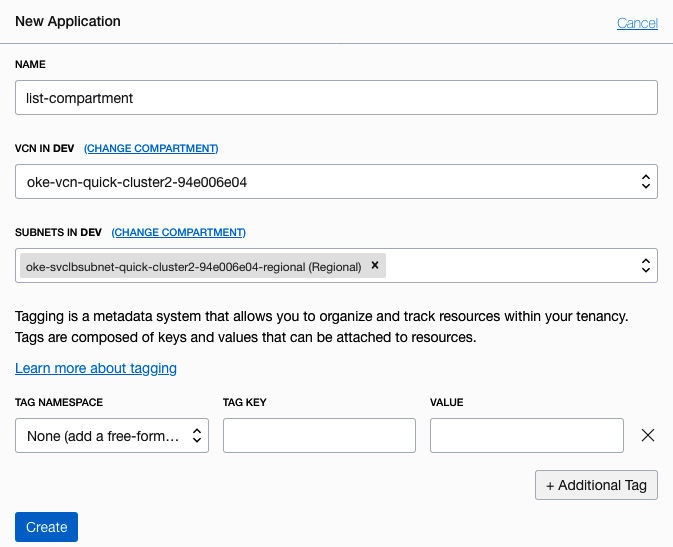 New Application
Cancel
NAME
list-compartment
VCN IN DEV (CHANGE COMPARTMENT)
oke-vcn-quick-cluster2-94e006e04
SUBNETS IN DEV (CHANGE COMPARTMENT)
oke-svclbsubnet-quick-cluster2-94e006e04-regional (Regional) ×
Tagging is a metadata system that allows you to organize and track resources within your tenancy.
Tags are composed of keys and values that can be attached to resources.
Learn more about tagging
TAG NAMESPACE TAG KEY VALUE
None (add a free-form...
+ Additional Tag
Create